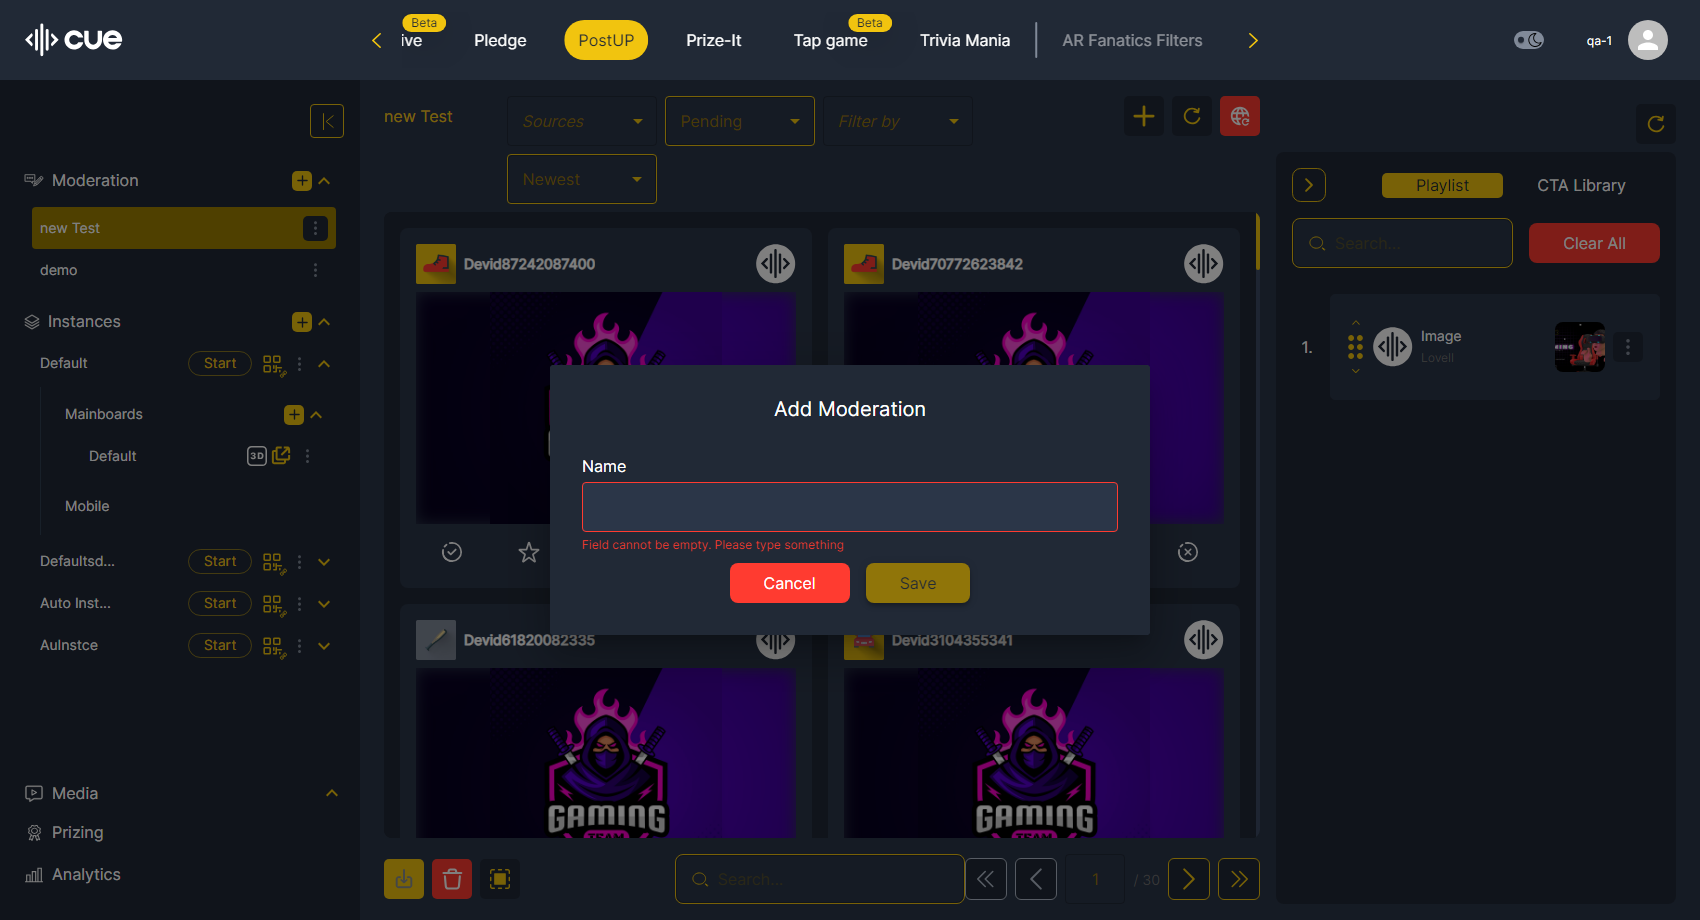 cue
Beta
ive
Pledge
PostUP
Prize-It
Beta
Tap game
Trivia Mania
AR Fanatics Filters
qa-1
Moderation
new Test
demo
Instances
Default
Start
Mainboards
Default
3D
Mobile
Defaultsd...
Start
Auto Inst...
Start
AuInstce
Start
Media
Prizing
Analytics
new Test
Sources
Pending
Filter by
Newest
Devid87242087400
Devid70772623842
Add Moderation
Name
Field cannot be empty. Please type something
Cancel
Save
Devid61820082335
Devid3104355341
GAMING
TEAM
GAMING
TEAM
Search...
1
/ 30
Playlist
CTA Library
Search...
Clear All
1.
Image
Lovell